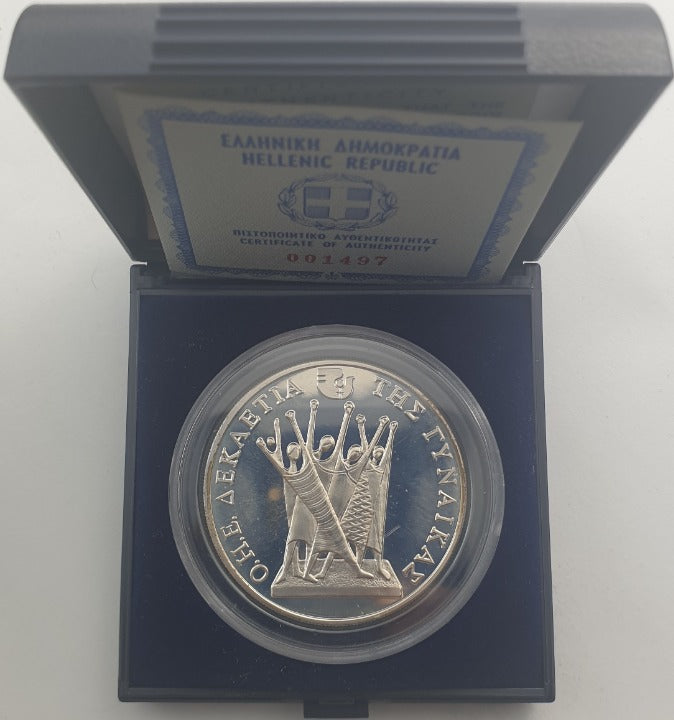 ΕΛΛΗΝΙΚΗ ΔΗΜΟΚΡΑΤΙΑ
HELLENIC REPUBLIC
ΠΙΣΤΟΠΟΙΗΤΙΚΟ ΑΥΘΕΝΤΙΚΟΤΗΤΑΣ
CERTIFICATE OF AUTHENTICITY
001497
Ο.Η.Ε. ΔΕΚΑΕΤΙΑ ΤΗΣ ΓΥΝΑΙΚΑΣ